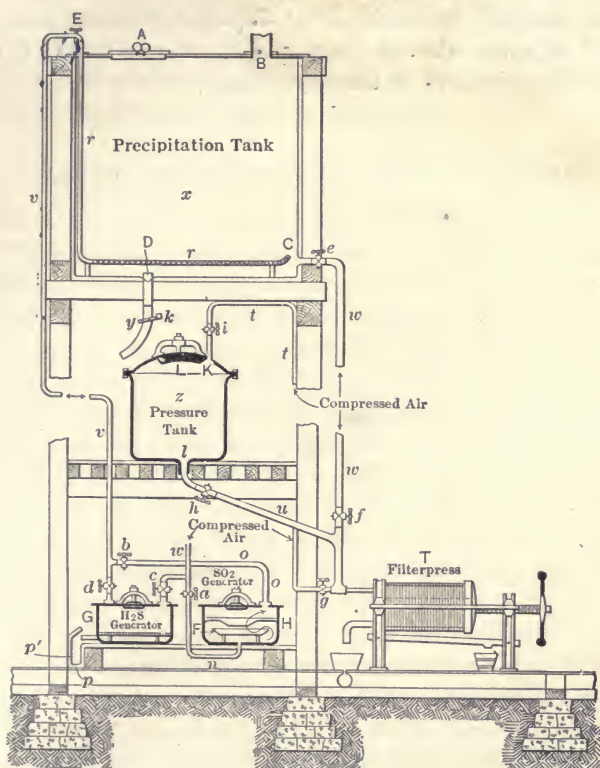 E
A
B
r
Precipitation Tank
x
v
r
C
D
e
k
y
i
t
w
t
L
K
z
Pressure
Tank
Compressed Air
v
l
w
h
u
f
Compressed
Air
w
b
o
SO2
Generator
o
T
Filterpress
d
c
a
g
G
H2S
Generator
F
H
n
p'
p